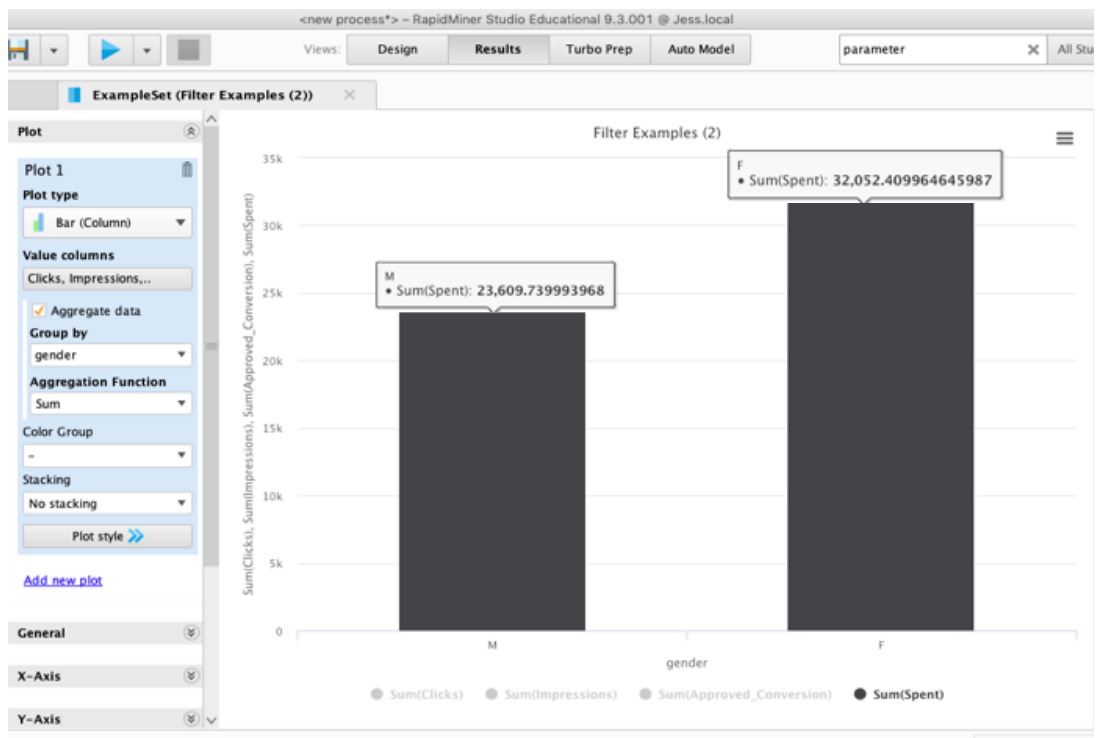 <new process*> – RapidMiner Studio Educational 9.3.001 @ Jess.local
Views: Design Results Turbo Prep Auto Model parameter All Stu
ExampleSet (Filter Examples (2))
Plot
Plot 1
Plot type
Bar (Column)
Value columns
Clicks, Impressions,...
Aggregate data
Group by
gender
Aggregation Function
Sum
Color Group
-
Stacking
No stacking
Plot style
Add new plot
General
X-Axis
Y-Axis
Filter Examples (2)
Sum(Clicks), Sum(Impressions), Sum(Approved_Conversion), Sum(Spent)
35k
30k
25k
20k
15k
10k
5k
0
M
• Sum(Spent): 23,609.739993968
F
• Sum(Spent): 32,052.409964645987
M F
gender
Sum(Clicks) Sum(Impressions) Sum(Approved_Conversion) Sum(Spent)